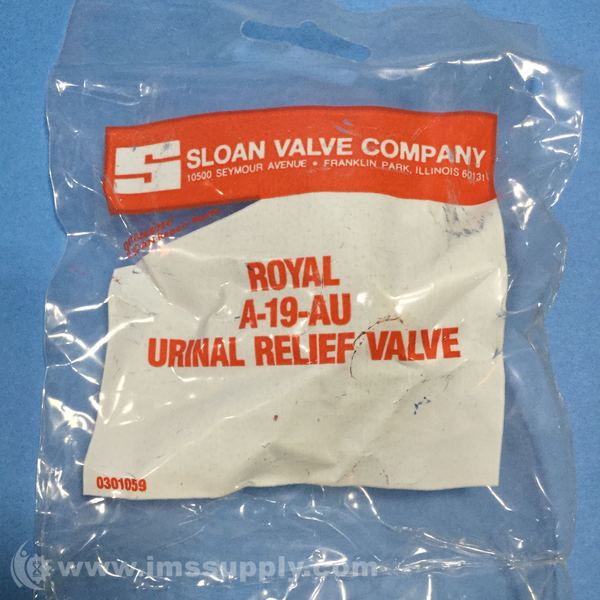 SLOAN VALVE COMPANY
10500 SEYMOUR AVENUE • FRANKLIN PARK, ILLINOIS 60131
GENUINE
ROYAL
A-19-AU
URINAL RELIEF VALVE
0301059
www.imssupply.com